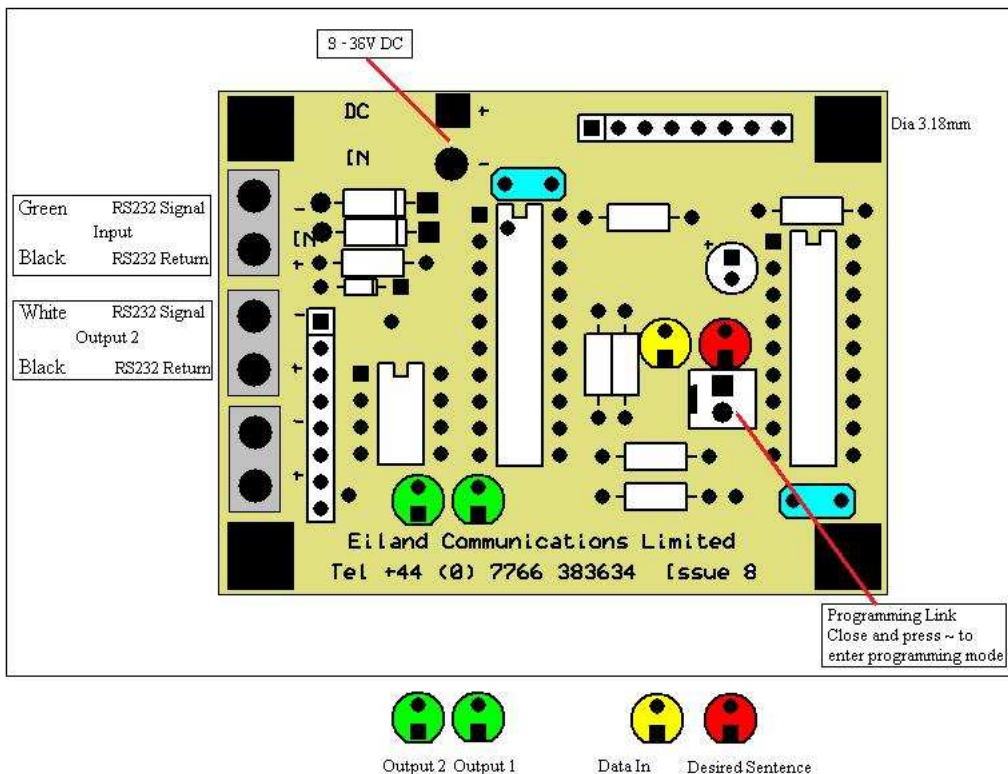 9 - 36V DC
DC
+
Dia 3.18mm
IN
-
Green RS232 Signal
Input
Black RS232 Return
-
IN
+
+
White RS232 Signal
Output 2
Black RS232 Return
-
+
-
+
Eiland Communications Limited
Tel +44 (0) 7766 383634 Issue 8
Programming Link
Close and press ~ to
enter programming mode
Output 2 Output 1 Data In Desired Sentence